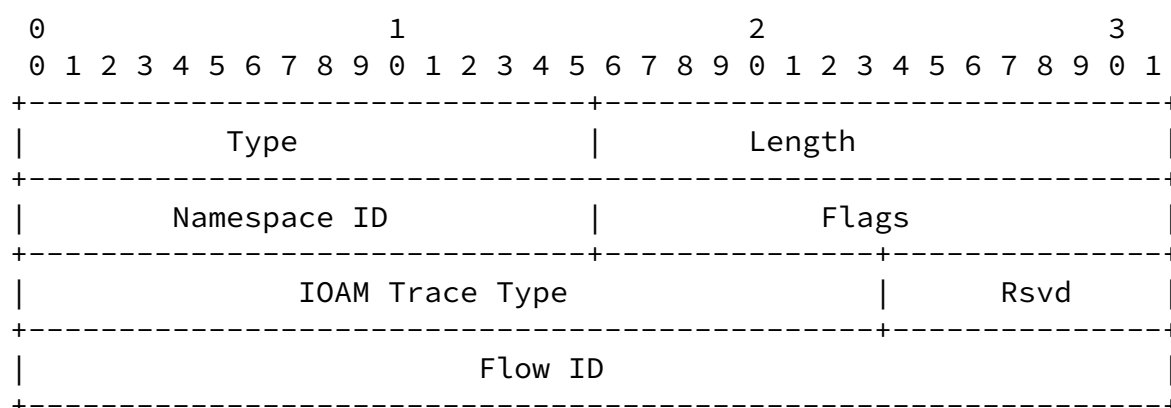 0 1 2 3
0 1 2 3 4 5 6 7 8 9 0 1 2 3 4 5 6 7 8 9 0 1 2 3 4 5 6 7 8 9 0 1
+-------------------------------+-------------------------------+
| Type | Length |
+---------------------------------------------------------------+
| Namespace ID | Flags |
+-------------------------------+---------------+---------------+
| IOAM Trace Type | Rsvd |
+-----------------------------------------------+---------------+
| Flow ID |
+---------------------------------------------------------------+